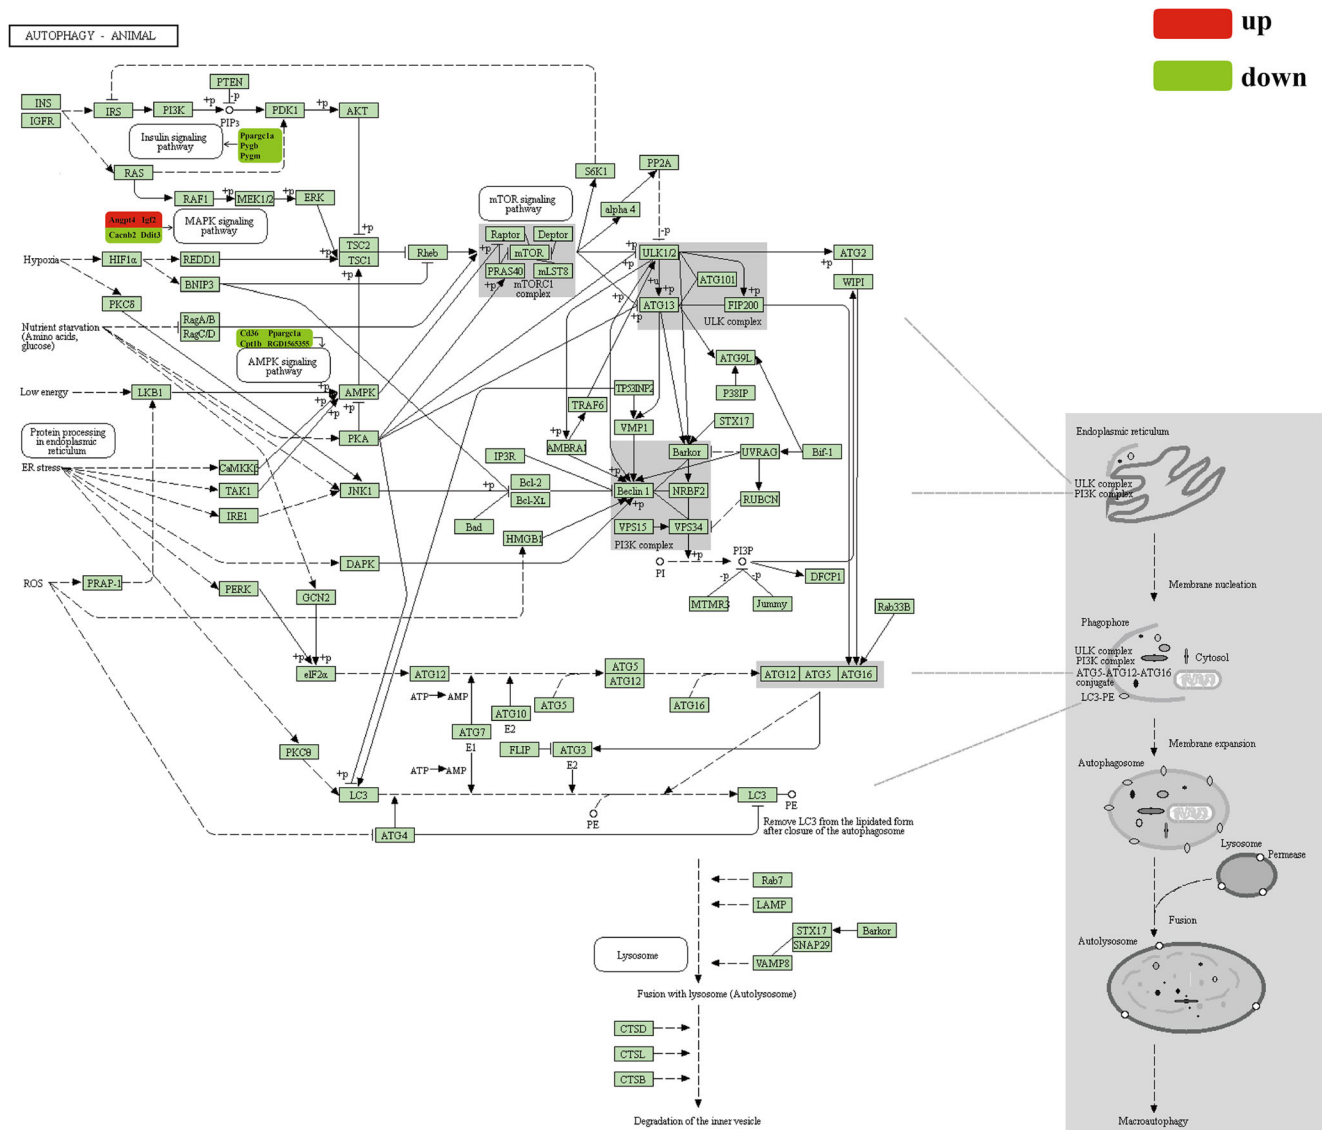 AUTOPHAGY - ANIMAL
up
down
PTEN
-p
INS
IGFR
IRS
PI3K
+p
PIP3
PDK1
+p
AKT
Insulin signaling
pathway
Ppargc1a
Pygb
Pygm
RAS
RAF1
+p
MEK1/2
+p
ERK
Angpt4 Igf2
Cacnb2 Ddit3
MAPK signaling
pathway
+p
+p
TSC2
TSC1
+p
+p
Rheb
Hypoxia
HIF1α
REDD1
BNIP3
PKCδ
Nutrient starvation
(Amino acids,
glucose)
RagA/B
RagC/D
Cd36 Ppargc1a
Cpt1b RGD1565355
AMPK signaling
pathway
mTOR signaling
pathway
Raptor
Deptor
mTOR
PRAS40
mLST8
mTORC1
complex
+p
+p
S6K1
PP2A
alpha 4
-p
+p
+p
ULK1/2
+u
+p
+p
ATG101
ATG13
FIP200
ULK complex
+p
+p
ATG2
+p
WIPI
ATG9L
P38IP
Low energy
LKB1
+p
+p
+p
+p
AMPK
PKA
TP53INP2
TRAF6
VMP1
STX17
+p
AMBRA1
Barkor
UVRAG
Bif-1
Protein processing
in endoplasmic
reticulum
ER stress
CaMKKβ
TAK1
IRE1
JNK1
+p
IP3R
Bcl-2
Bcl-XL
Bad
HMGB1
+p
Beclin 1
+p
NRBF2
RUBCN
VPS15
VPS34
PI3K complex
+p
PI
PI3P
-p
-p
DFCP1
MTMR3
Jummy
DAPK
ROS
PRAP-1
PERK
GCN2
+p
+p
eIF2α
ATG12
ATP
AMP
ATG7
E1
ATG10
E2
ATG5
ATG5
ATG12
ATG16
ATG12
ATG5
ATG16
Rab33B
PKCθ
FLIP
ATG3
E2
ATP
AMP
+p
LC3
PE
LC3
PE
ATG4
Remove LC3 from the lipidated form
after closure of the autophagosome
Rab7
LAMP
STX17
SNAP29
Barkor
VAMP8
Lysosome
Fusion with lysosome (Autolysosome)
CTSD
CTSL
CTSB
Degradation of the inner vesicle
Endoplasmic reticulum
ULK complex
PI3K complex
Membrane nucleation
Phagophore
ULK complex
PI3K complex
ATG5-ATG12-ATG16
conjugate
LC3-PE
Cytosol
Membrane expansion
Autophagosome
Lysosome
Permease
Fusion
Autolysosome
Macroautophagy